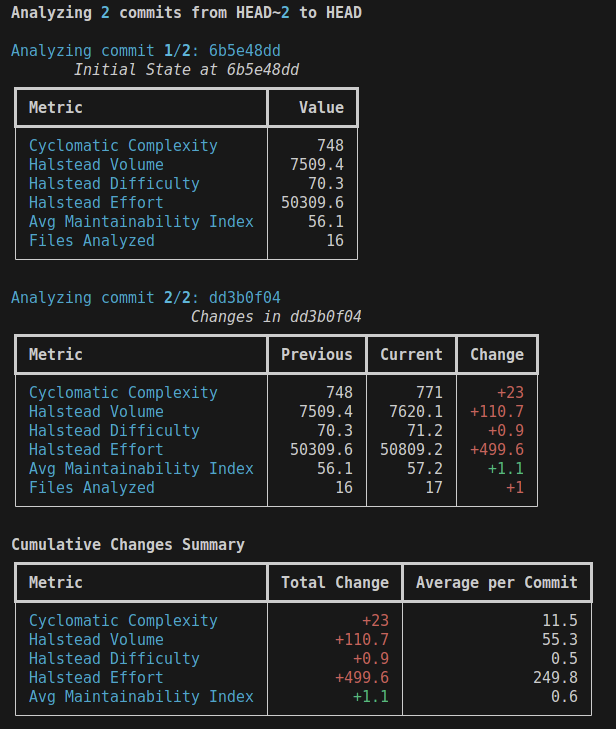 Analyzing 2 commits from HEAD~2 to HEAD
Analyzing commit 1/2: 6b5e48dd
Initial State at 6b5e48dd
Metric Value
Cyclomatic Complexity 748
Halstead Volume 7509.4
Halstead Difficulty 70.3
Halstead Effort 50309.6
Avg Maintainability Index 56.1
Files Analyzed 16
Analyzing commit 2/2: dd3b0f04
Changes in dd3b0f04
Metric Previous Current Change
Cyclomatic Complexity 748 771 +23
Halstead Volume 7509.4 7620.1 +110.7
Halstead Difficulty 70.3 71.2 +0.9
Halstead Effort 50309.6 50809.2 +499.6
Avg Maintainability Index 56.1 57.2 +1.1
Files Analyzed 16 17 +1
Cumulative Changes Summary
Metric Total Change Average per Commit
Cyclomatic Complexity +23 11.5
Halstead Volume +110.7 55.3
Halstead Difficulty +0.9 0.5
Halstead Effort +499.6 249.8
Avg Maintainability Index +1.1 0.6